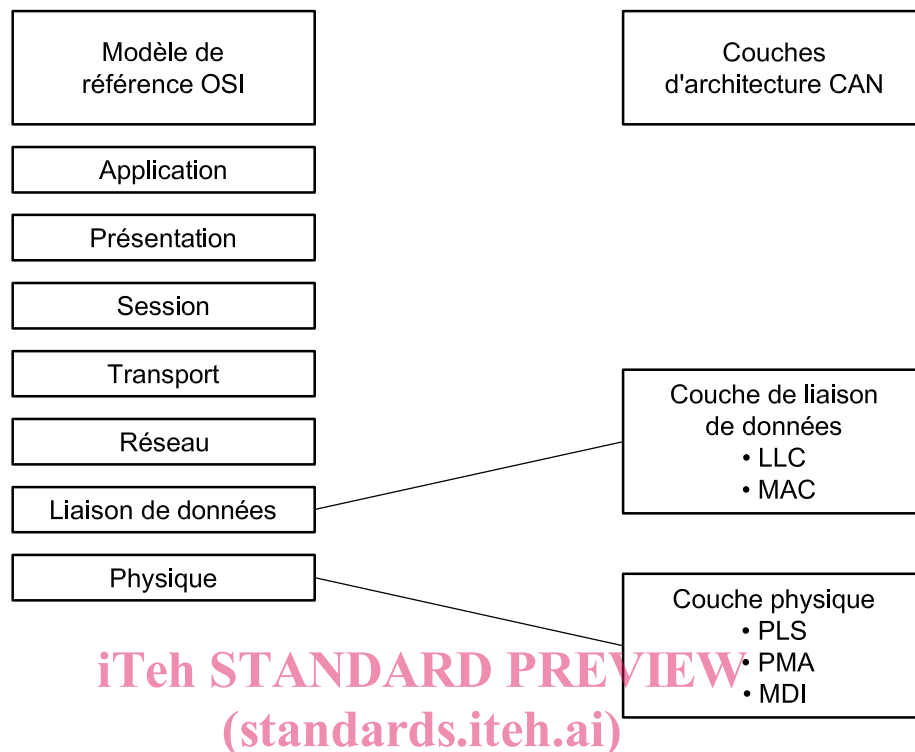 Modèle de
référence OSI
Couches
d'architecture CAN
Application
Présentation
Session
Transport
Réseau
Liaison de données
Physique
Couche de liaison
de données
• LLC
• MAC
Couche physique
• PLS
• PMA
• MDI
iTeh STANDARD PREVIEW
(standards.iteh.ai)